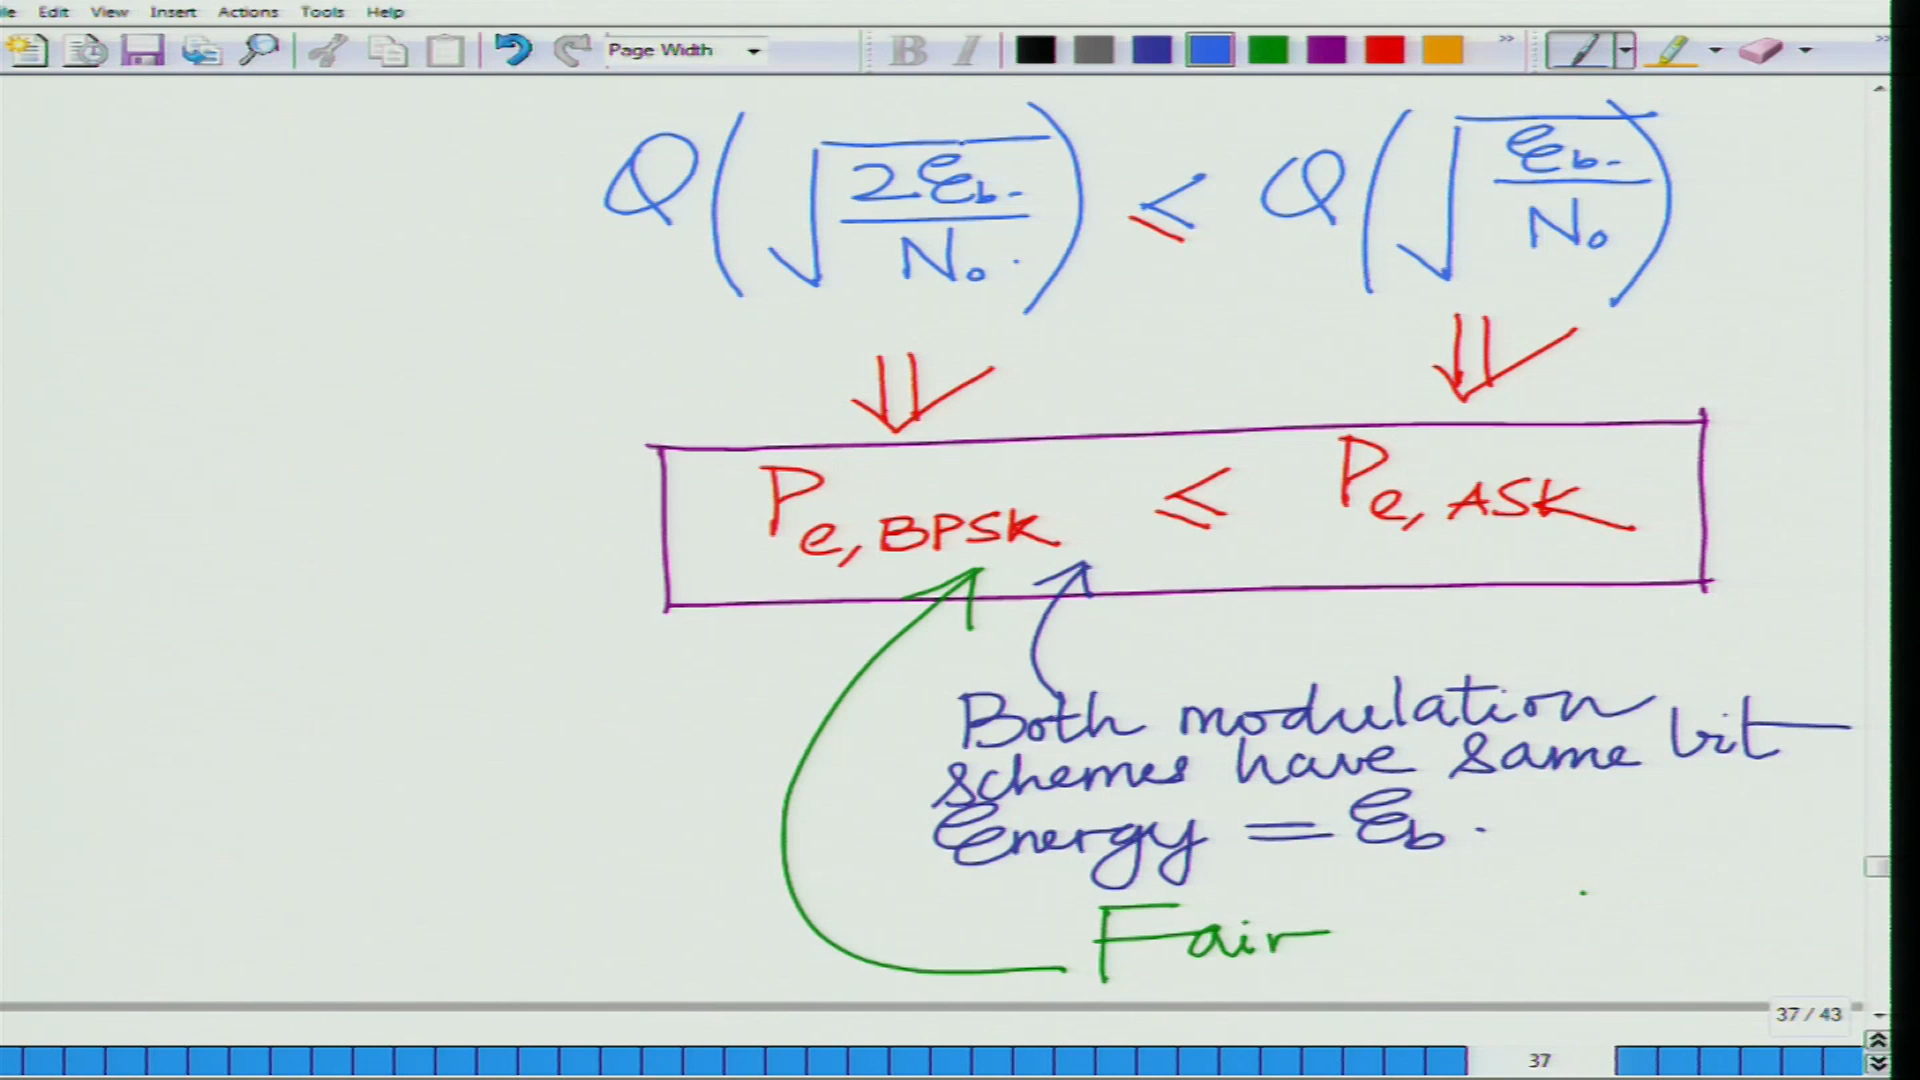 Edit View Insert Actions Tools Help
Page Width B I
Q(√(2ℰb/N₀)) ≤ Q(√(ℰb/N₀))
Pe, BPSK ≤ Pe, ASK
Both modulation
schemes have same bit
Energy = ℰb.
Fair
37 / 43
37